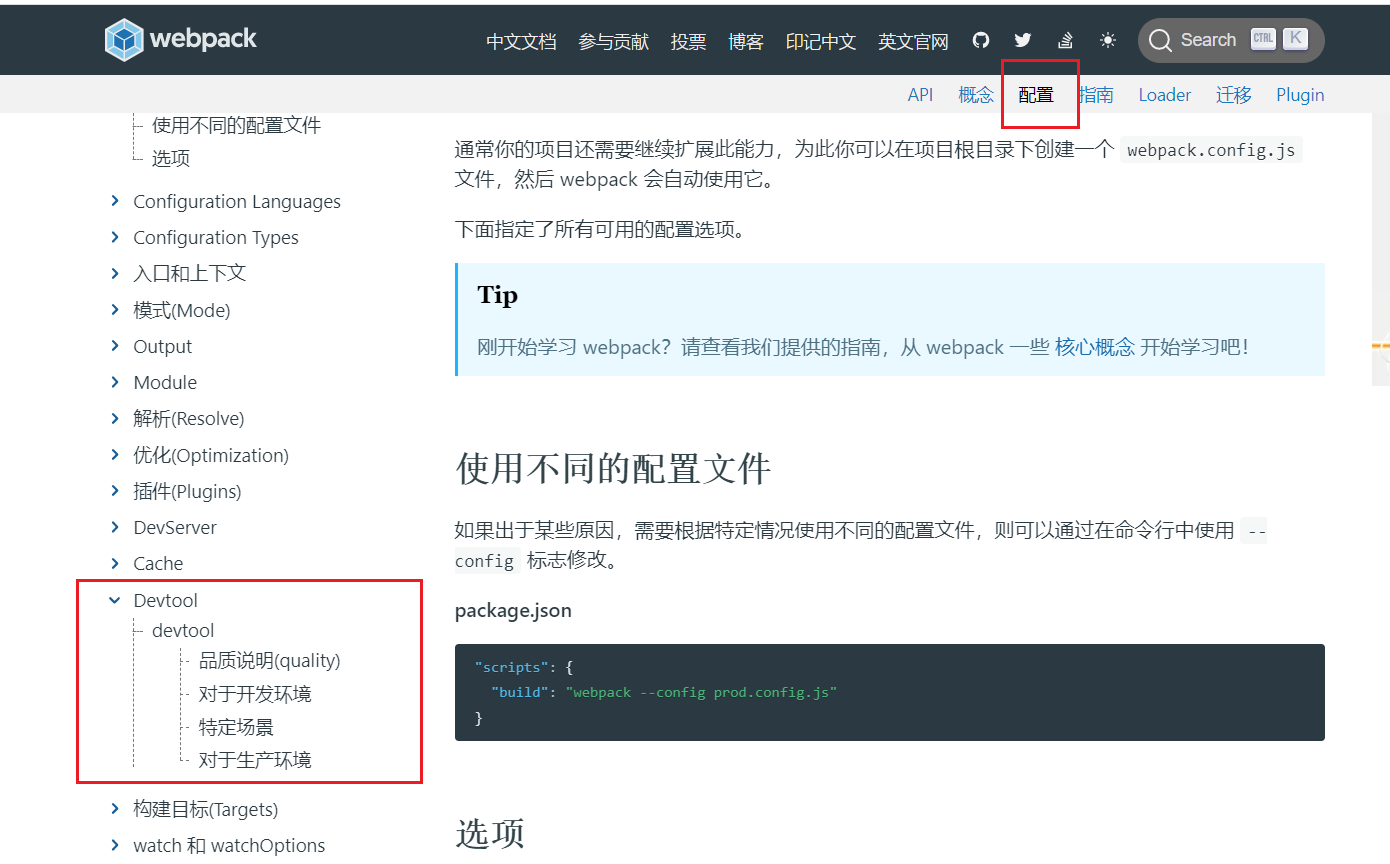 webpack
中文文档 参与贡献 投票 博客 印记中文 英文官网 Search CTRL K
API 概念 配置 指南 Loader 迁移 Plugin
使用不同的配置文件
选项
Configuration Languages
Configuration Types
入口和上下文
模式(Mode)
Output
Module
解析(Resolve)
优化(Optimization)
插件(Plugins)
DevServer
Cache
Devtool
devtool
品质说明(quality)
对于开发环境
特定场景
对于生产环境
构建目标(Targets)
watch 和 watchOptions
通常你的项目还需要继续扩展此能力，为此你可以在项目根目录下创建一个 webpack.config.js
文件，然后 webpack 会自动使用它。
下面指定了所有可用的配置选项。
Tip
刚开始学习 webpack？请查看我们提供的指南，从 webpack 一些 核心概念 开始学习吧！
使用不同的配置文件
如果出于某些原因，需要根据特定情况使用不同的配置文件，则可以通过在命令行中使用 --
config 标志修改。
package.json
"scripts": {
"build": "webpack --config prod.config.js"
}
选项